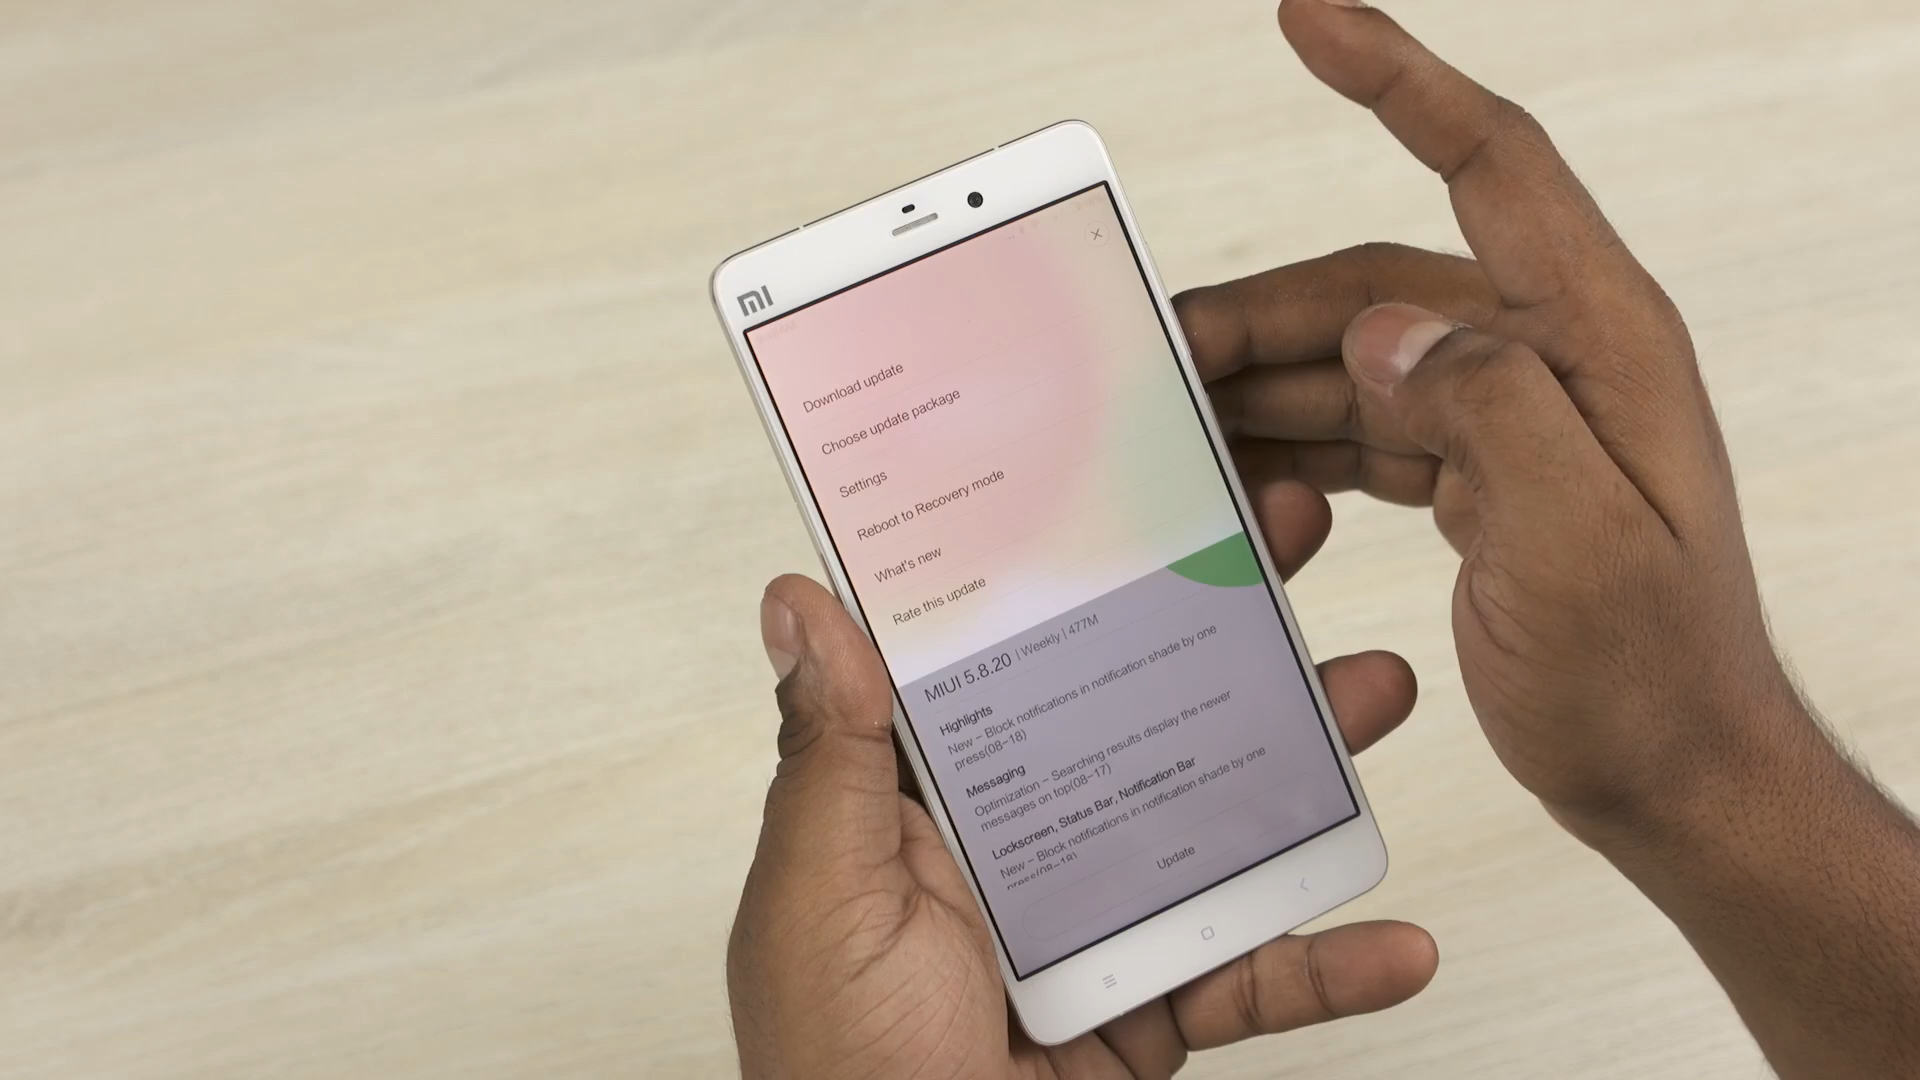 mi
Download update
Choose update package
Settings
Reboot to Recovery mode
What's new
Rate this update
MIUI 5.8.20 | Weekly | 477M
Highlights
New – Block notifications in notification shade by one
press(08-18)
Messaging
Optimization – Searching results display the newer
messages on top(08-17)
Lockscreen, Status Bar, Notification Bar
New – Block notifications in notification shade by one
press(08-18)
Update